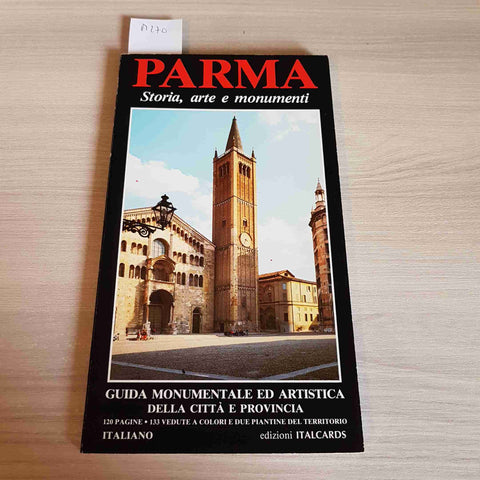 A270
PARMA
Storia, arte e monumenti
GUIDA MONUMENTALE ED ARTISTICA
DELLA CITTÀ E PROVINCIA
120 PAGINE • 133 VEDUTE A COLORI E DUE PIANTINE DEL TERRITORIO
ITALIANO edizioni ITALCARDS